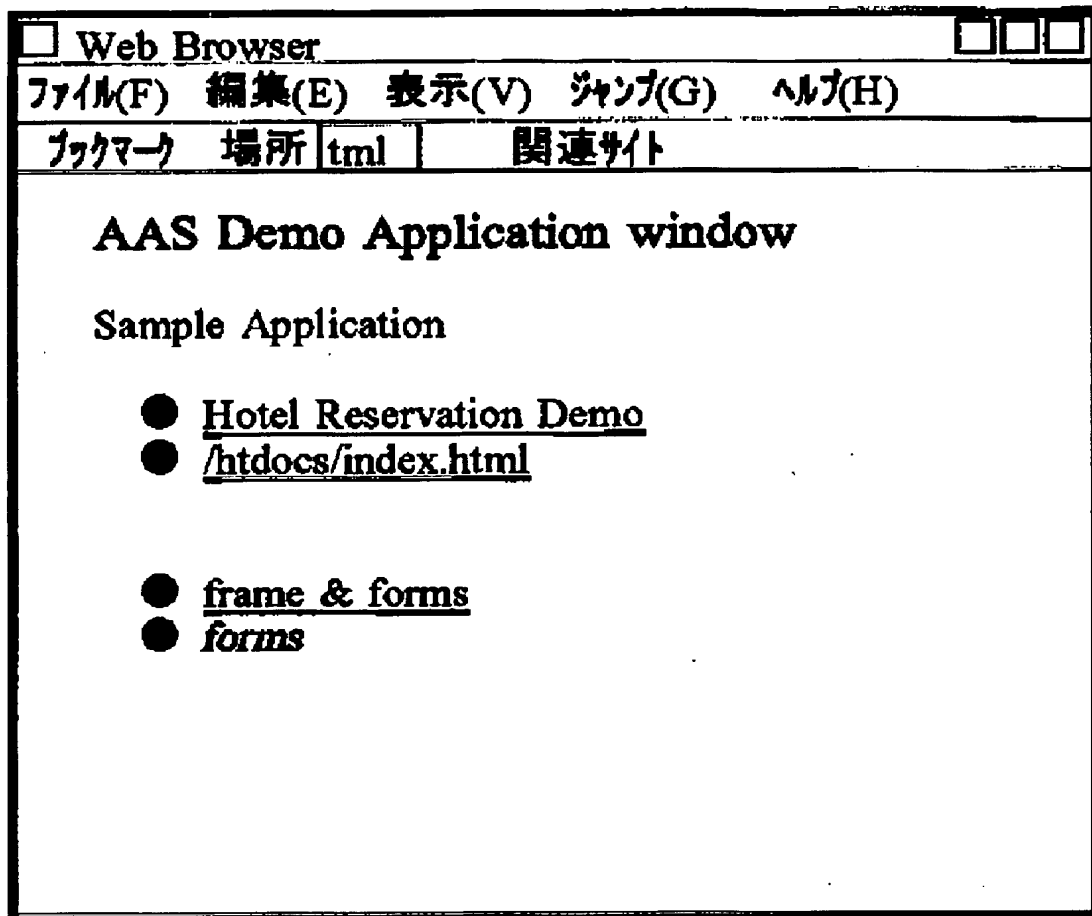 Web Browser
ファイル(F) 編集(E) 表示(V) ジャンプ(G) ヘルプ(H)
ブックマーク 場所 tml 関連サイト
AAS Demo Application window
Sample Application
Hotel Reservation Demo
/htdocs/index.html
frame & forms
forms